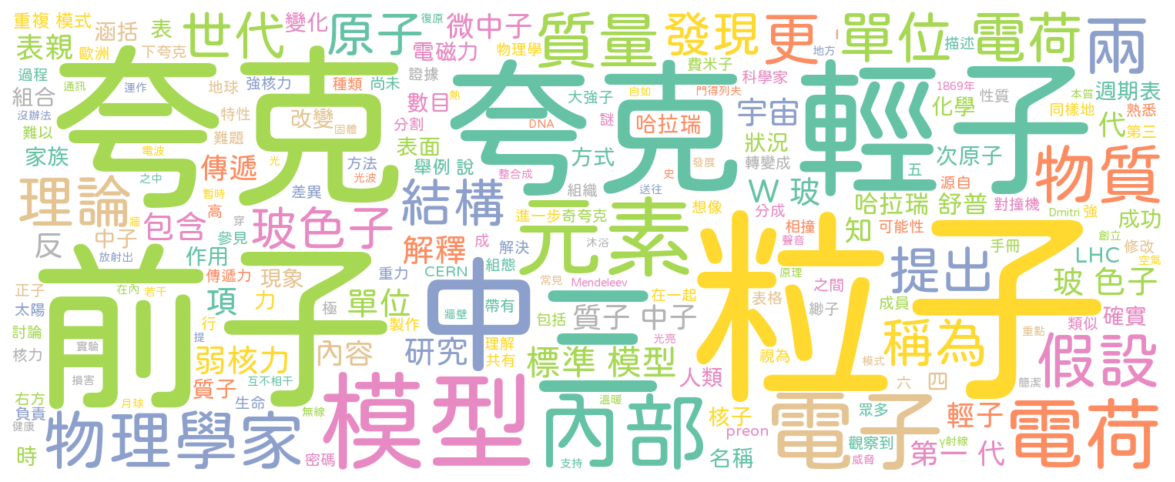 重複 模式
涵括
表
世代
變化
原子
微中子
質量
發現
更
單位
電荷
兩
表親
歐洲
下夸克
電磁力
物理學
費米子
描述
地方
復原
過程
通訊
運作
地球
強核力
種類
尚未
證據
科學家
1869年
本質
週期表
組合
沒辦法
特性
改變
固體
數目
熱
大強子
自如
門得列夫
宇宙
化學
性質
同樣地
熟悉
夸克
夸克
輕子
難以
電波
難題
分割
DNA
謎
哈拉瑞
狀況
代
第三
家族
之中
傳遞
光
光波
方法
表面
舉例 說
方式
發展
轉變成
次原子
物質
理論
暫時
高
穿
差異
結構
整合成
組織
送往
史
W 玻
五
源自
包含
牆
玻色子
進一步
奇夸克
想像
分成
哈拉瑞 舒普
對撞機
Dmitri
強
成功
反
中子
參見
成
沐浴
元素
相撞
知
可能性
手冊
創立
修改
放射出
作用
解釋
解決
聲音
原理
LHC
空氣
正子
在內
若干
傳遞力
現象
重力
CERN
組態
常見
Mendeleev
在一起
之間
提出
玻 色子
太陽
項
力
極
單位
帶有
中
牆壁
三
包括
質子 中子
表格
緲子
粒子
成員
類似
確實
前子
討論
行
提
製作
理解
共有
光亮
視為
稱為
重點
核力
實驗
弱核力
內容
研究
標準 模型
模式
簡潔
假設
損害
質子
互不相干
模型
內部
人類
六
四
右方
負責
月球
生命
無線
溫暖
核子
電子
眾多
輕子
電荷
健康
物理學家
preon
觀察到
γ射線
時
密碼
支持
名稱
威脅
第一 代